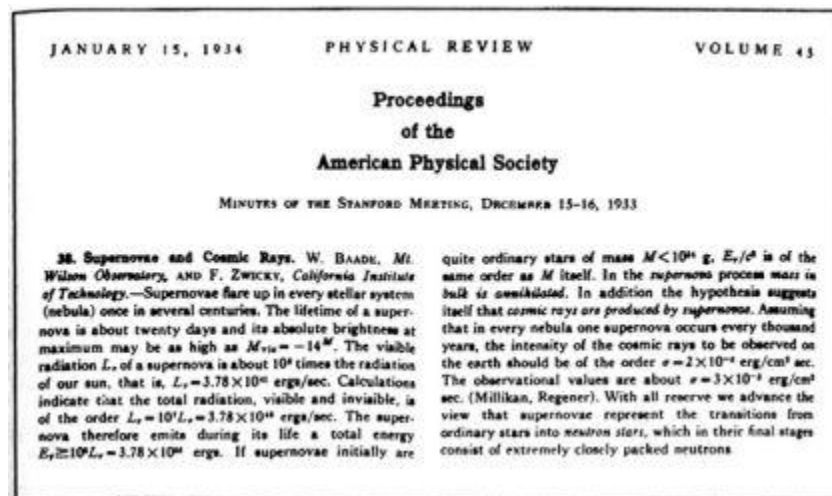 JANUARY 15, 1934 PHYSICAL REVIEW VOLUME 45
Proceedings
of the
American Physical Society
MINUTES OF THE STANFORD MEETING, DECEMBER 15–16, 1933
38. Supernovae and Cosmic Rays. W. BAADE, Mt.
Wilson Observatory, AND F. ZWICKY, California Institute
of Technology.—Supernovae flare up in every stellar system
(nebula) once in several centuries. The lifetime of a super-
nova is about twenty days and its absolute brightness at
maximum may be as high as Mvis=−14ᴹ. The visible
radiation Lν of a supernova is about 10⁸ times the radiation
of our sun, that is, Lν=3.78×10⁴¹ ergs/sec. Calculations
indicate that the total radiation, visible and invisible, is
of the order Lτ=10⁷Lν=3.78×10⁴⁸ ergs/sec. The super-
nova therefore emits during its life a total energy
Eτ≧10⁵Lτ=3.78×10⁵³ ergs. If supernovae initially are
quite ordinary stars of mass M<10³⁴ g, Eτ/c² is of the
same order as M itself. In the supernova process mass in
bulk is annihilated. In addition the hypothesis suggests
itself that cosmic rays are produced by supernovae. Assuming
that in every nebula one supernova occurs every thousand
years, the intensity of the cosmic rays to be observed on
the earth should be of the order σ=2×10⁻³ erg/cm² sec.
The observational values are about σ=3×10⁻³ erg/cm²
sec. (Millikan, Regener). With all reserve we advance the
view that supernovae represent the transitions from
ordinary stars into neutron stars, which in their final stages
consist of extremely closely packed neutrons